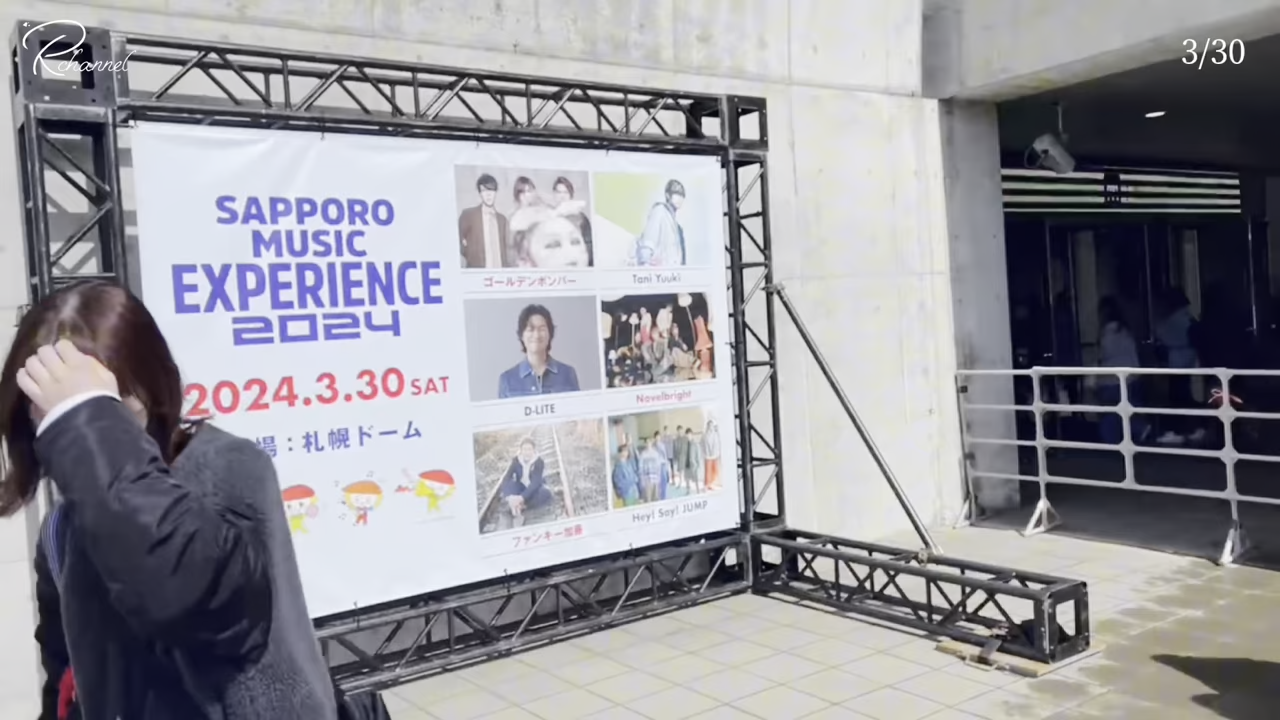 R channel
3/30
SAPPORO
MUSIC
EXPERIENCE
2024
2024.3.30 SAT
場：札幌ドーム
ゴールデンボンバー
Tani Yuuki
D-LITE
Novelbright
ファンキー加藤
Hey! Say! JUMP